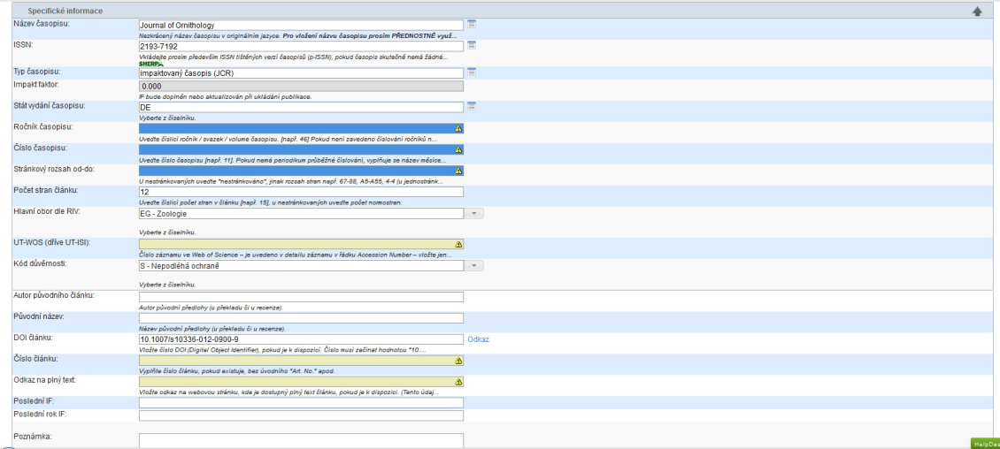 Specifické informace
Název časopisu:
Journal of Ornithology
Nezkrácený název časopisu v originálním jazyce. Pro vložení názvu časopisu prosím PŘEDNOSTNĚ využ...
ISSN:
2193-7192
Vkládejte prosím především ISSN tištěných verzí časopisů (p-ISSN), pokud časopis skutečně nemá žádné...
SHERPA
Typ časopisu:
impaktovaný časopis (JCR)
Impakt faktor:
0.000
IF bude doplněn nebo aktualizován při ukládání publikace.
Stát vydání časopisu:
DE
Vyberte z číselníku.
Ročník časopisu:
Uveďte číslicí ročník / svazek / volume časopisu. [např. 46] Pokud není zavedeno číslování ročníků n...
Číslo časopisu:
Uveďte číslo časopisu [např. 11]. Pokud nemá periodikum průběžné číslování, vyplňuje se název měsíce...
Stránkový rozsah od-do:
U nestránkovaných uveďte "nestránkováno", jinak rozsah stran např. 67-88, A5-A55, 4-4 (u jednostránk...
Počet stran článku:
12
Uveďte číslicí počet stran v článku [např. 15], u nestránkovaných uveďte počet normostran.
Hlavní obor dle RIV:
EG - Zoologie
Vyberte z číselníku.
UT-WOS (dříve UT-ISI):
Číslo záznamu ve Web of Science – je uvedeno v detailu záznamu v řádku Accession Number – vložte jen...
Kód důvěrnosti:
S - Nepodléhá ochraně
Vyberte z číselníku.
Autor původního článku:
Autor původní předlohy (u překladu či u recenze).
Původní název:
Název původní předlohy (u překladu či u recenze).
DOI článku:
10.1007/s10336-012-0900-9
Odkaz
Vložte číslo DOI (Digital Object Identifier), pokud je k dispozici. Číslo musí začínat hodnotou "10....
Číslo článku:
Vyplňte číslo článku, pokud existuje, bez úvodního "Art. No." apod.
Odkaz na plný text:
Vložte odkaz na webovou stránku, kde je dostupný plný text článku, pokud je k dispozici. (Tento údaj...
Poslední IF:
Poslední rok IF:
Poznámka:
HelpDes